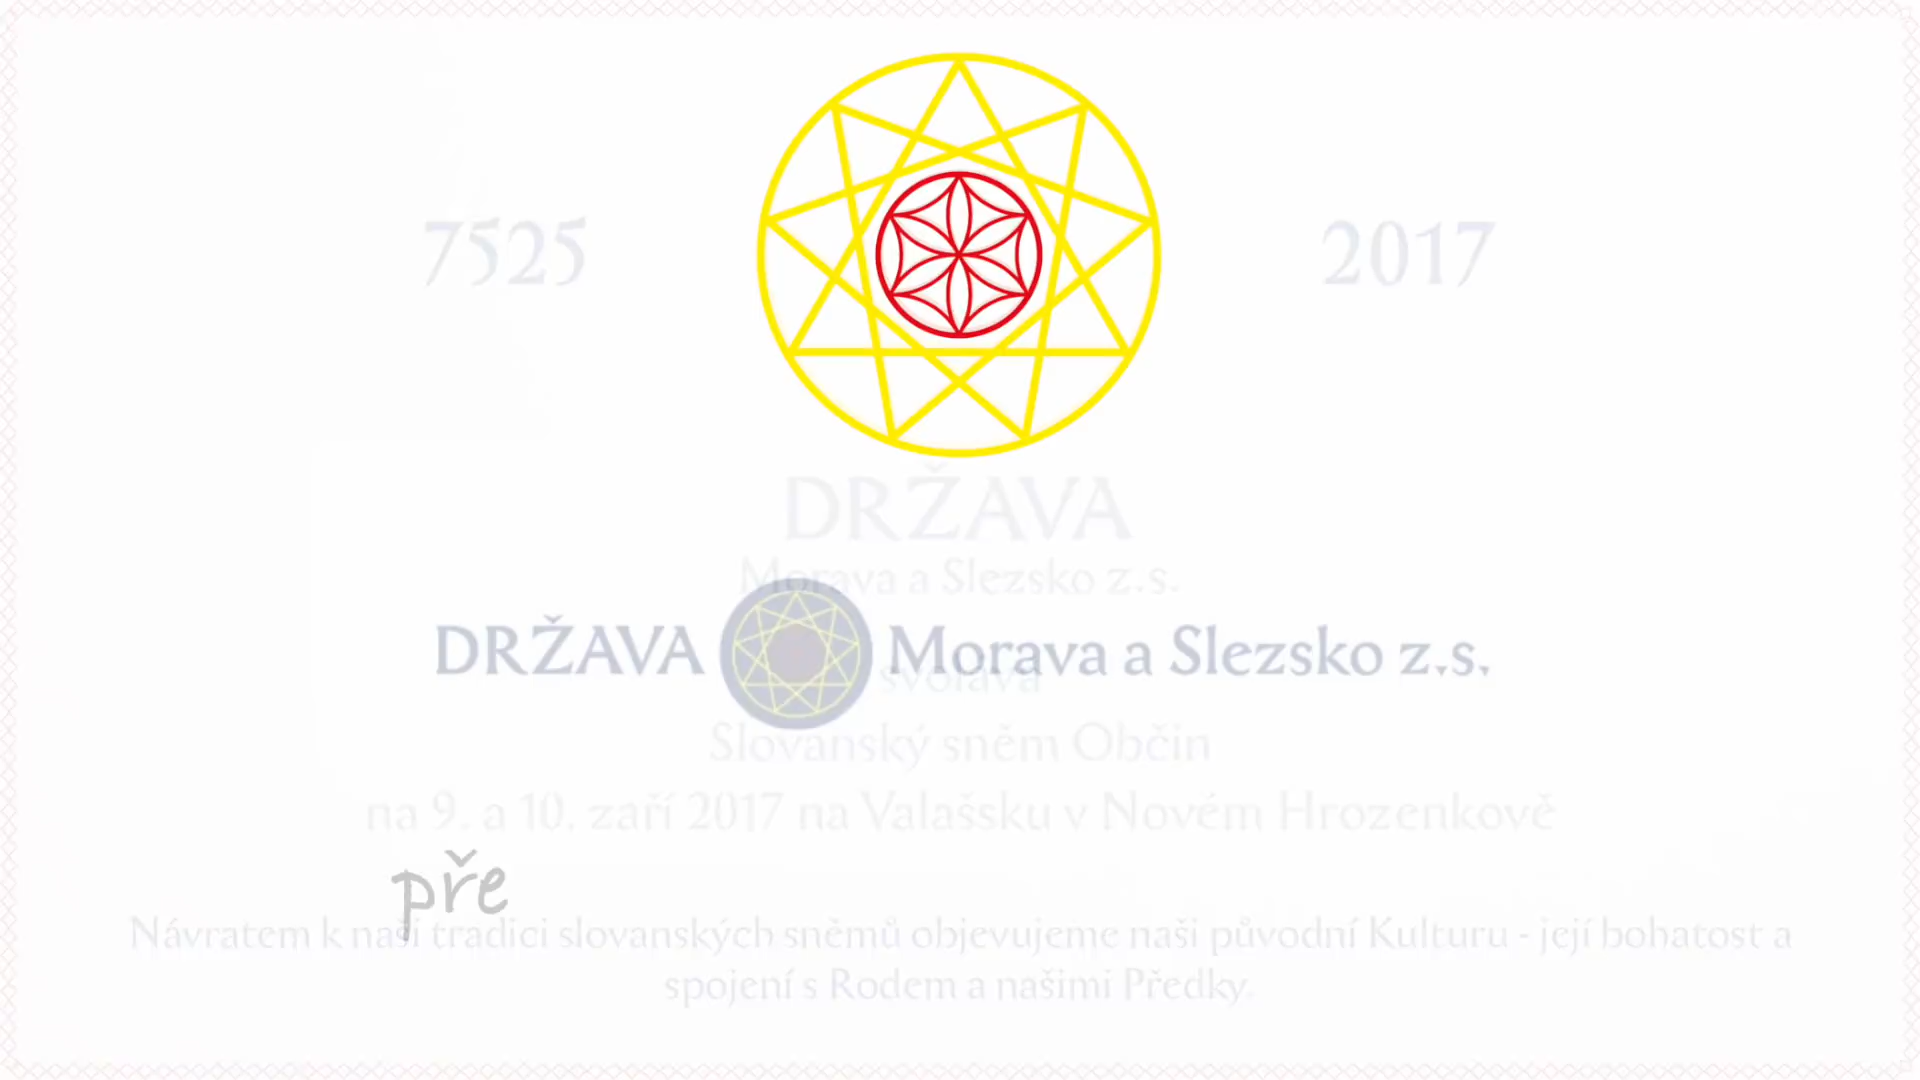 7525 2017
DRŽAVA
Morava a Slezsko z.s.
DRŽAVA Morava a Slezsko z.s.
svolává
Slovanský sněm Občin
na 9. a 10. zaří 2017 na Valašsku v Novém Hrozenkově
pře
Návratem k naší tradici slovanských sněmů objevujeme naši původní Kulturu - její bohatost a
spojení s Rodem a našimi Předky.